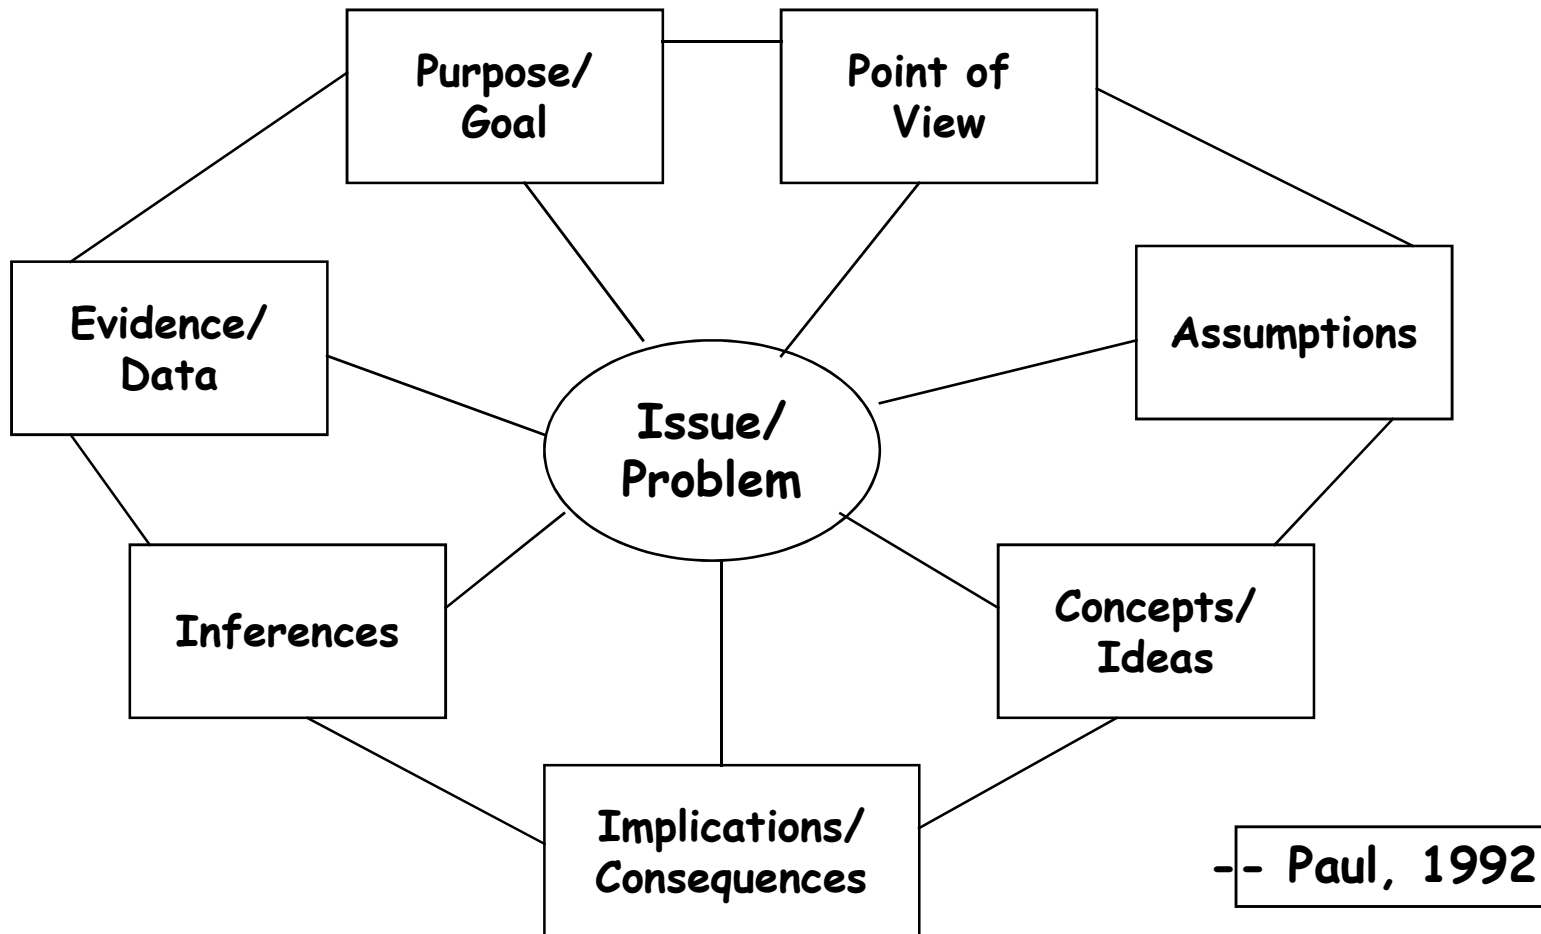 Purpose/
Goal
Point of
View
Evidence/
Data
Assumptions
Issue/
Problem
Inferences
Concepts/
Ideas
Implications/
Consequences
-- Paul, 1992